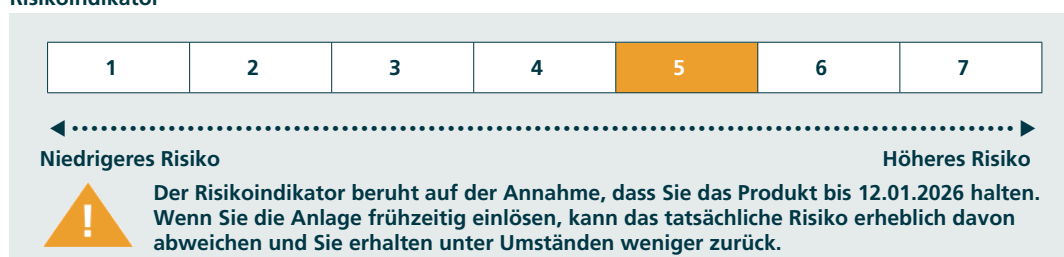 Risikoindikator
1 2 3 4 5 6 7
Niedrigeres Risiko Höheres Risiko
! Der Risikoindikator beruht auf der Annahme, dass Sie das Produkt bis 12.01.2026 halten.
Wenn Sie die Anlage frühzeitig einlösen, kann das tatsächliche Risiko erheblich davon
abweichen und Sie erhalten unter Umständen weniger zurück.